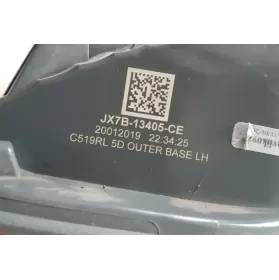 JX7B-13405-CE
20012019 22:34:25
C519RL 5D OUTER BASE LH